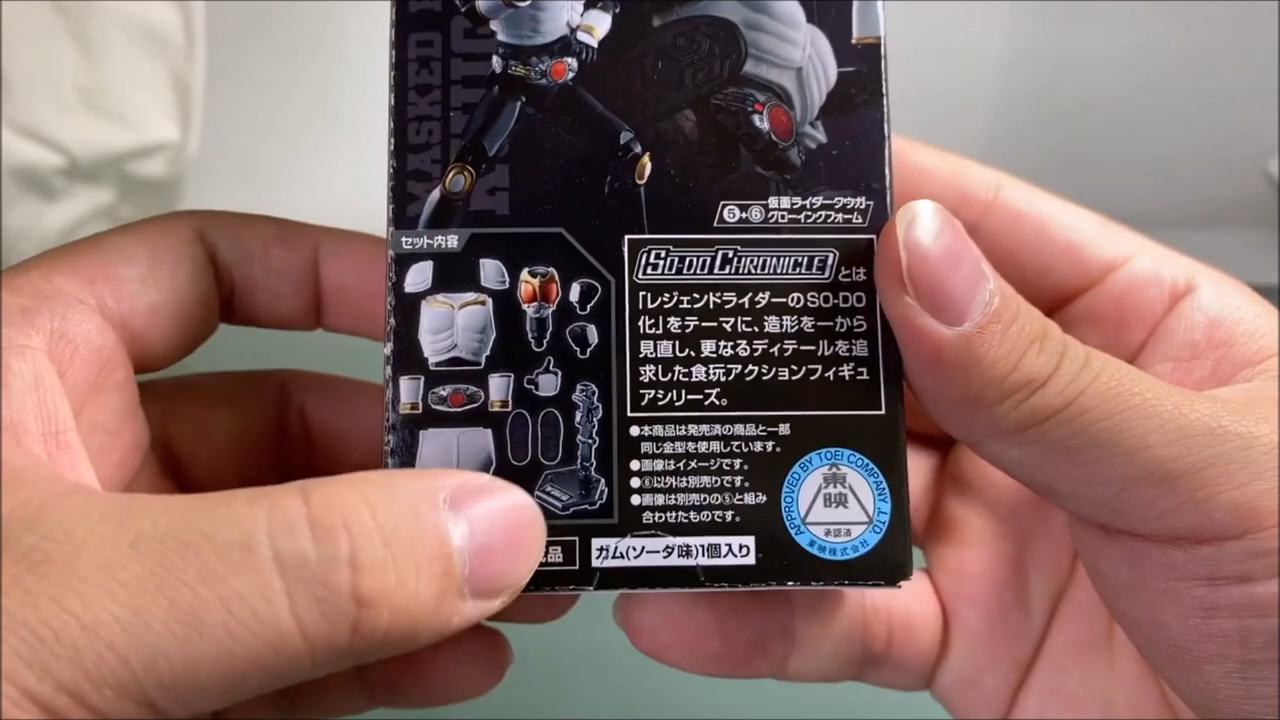 MASKED
⑤+⑥ 仮面ライダークウガ
グローイングフォーム
セット内容
SO-DO CHRONICLE とは
「レジェンドライダーのSO-DO
化」をテーマに、造形を一から
見直し、更なるディテールを追
求した食玩アクションフィギュ
アシリーズ。
●本商品は発売済の商品と一部
同じ金型を使用しています。
●画像はイメージです。
●⑥以外は別売りです。
●画像は別売りの⑤と組み
合わせたものです。
APPROVED BY TOEI COMPANY,LTD.
東映
承認済
東映株式会社
品
ガム(ソーダ味)1個入り